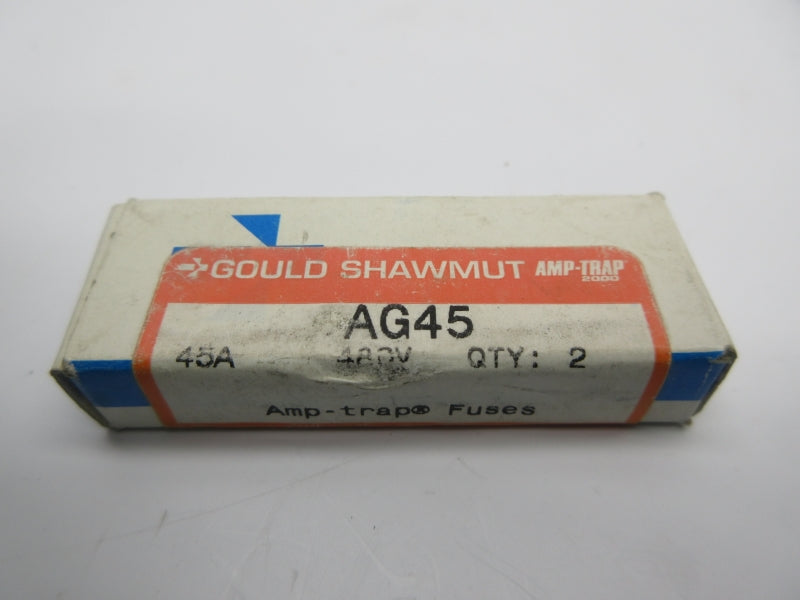 GOULD SHAWMUT AMP-TRAP®
2000
AG45
45A 480V QTY: 2
Amp-trap® Fuses